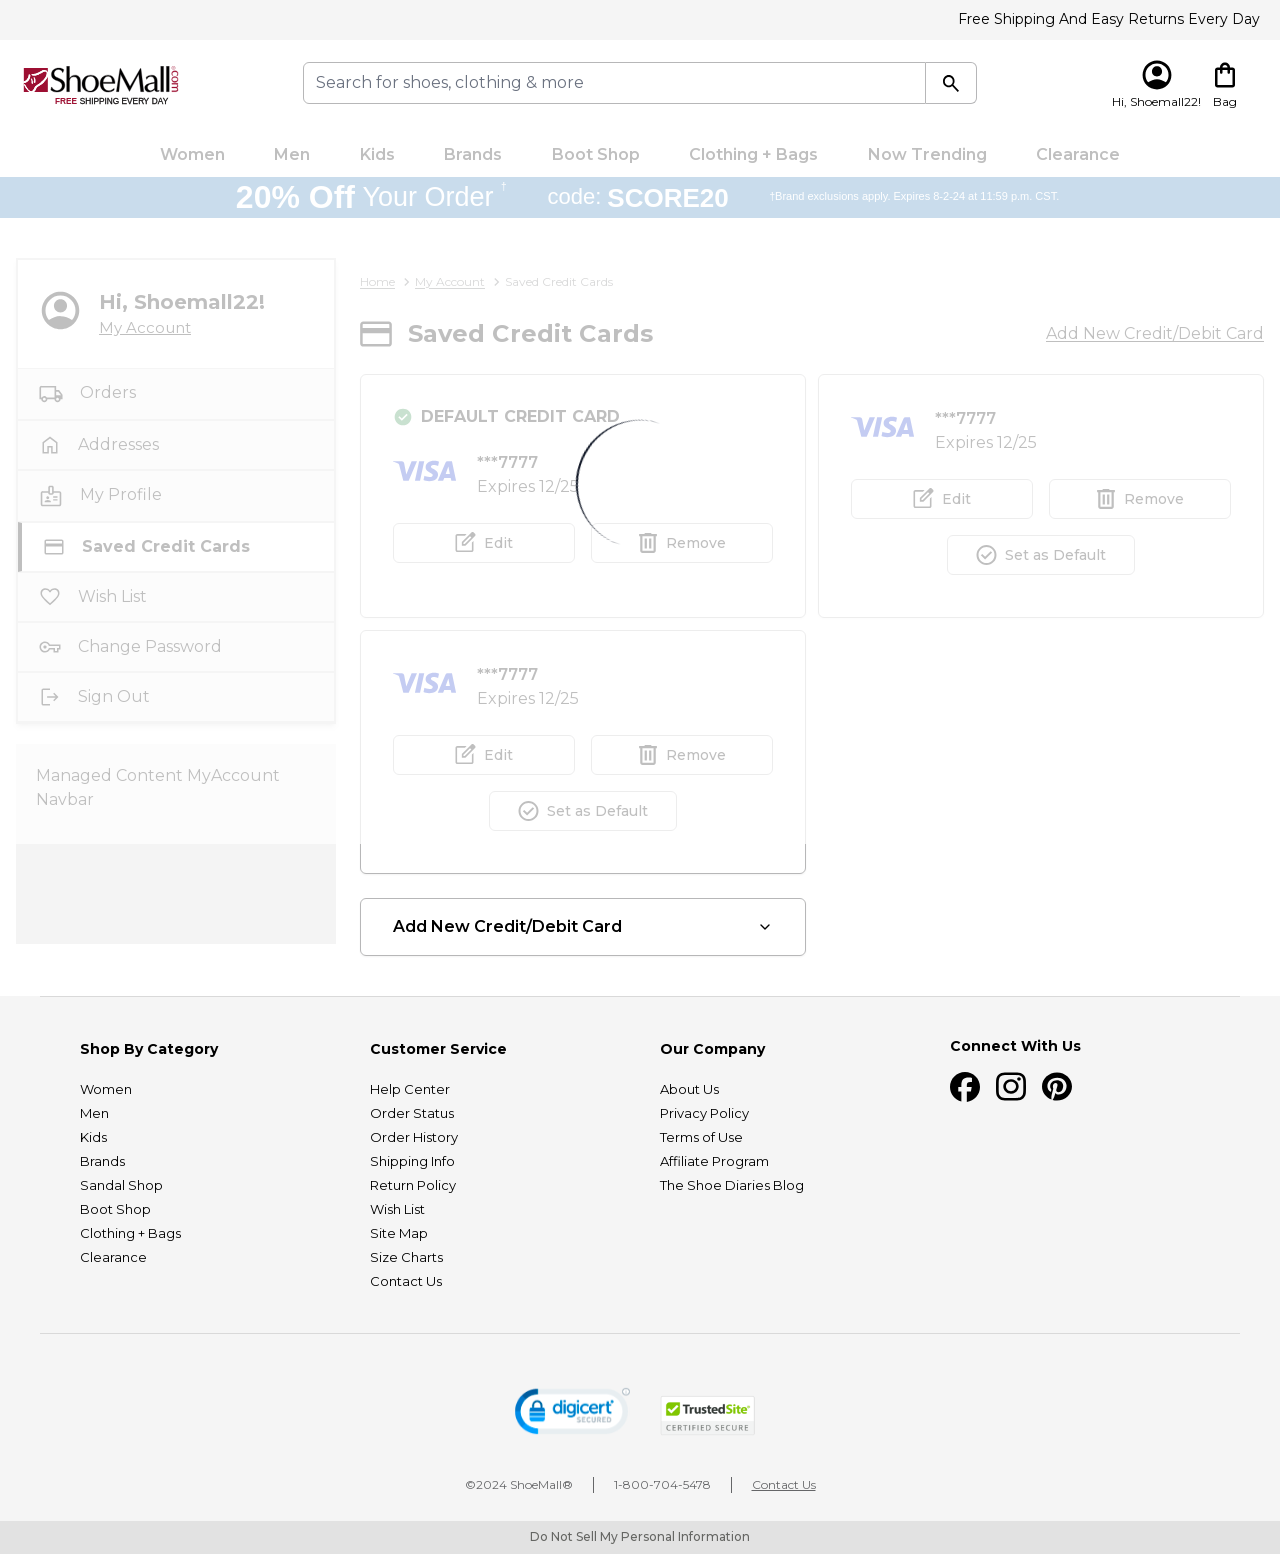 Free Shipping And Easy Returns Every Day
ShoeMall.com
FREE SHIPPING EVERY DAY
Search for shoes, clothing & more
Hi, Shoemall22!
Bag
Women Men Kids Brands Boot Shop Clothing + Bags Now Trending Clearance
20% Off Your Order † code: SCORE20 †Brand exclusions apply. Expires 8-2-24 at 11:59 p.m. CST.
Hi, Shoemall22!
My Account
Orders
Addresses
My Profile
Saved Credit Cards
Wish List
Change Password
Sign Out
Managed Content MyAccount
Navbar
Home > My Account > Saved Credit Cards
Saved Credit Cards
Add New Credit/Debit Card
DEFAULT CREDIT CARD
VISA
***7777
Expires 12/25
Edit
Remove
VISA
***7777
Expires 12/25
Edit
Remove
Set as Default
VISA
***7777
Expires 12/25
Edit
Remove
Set as Default
Add New Credit/Debit Card
Shop By Category
Women
Men
Kids
Brands
Sandal Shop
Boot Shop
Clothing + Bags
Clearance
Customer Service
Help Center
Order Status
Order History
Shipping Info
Return Policy
Wish List
Site Map
Size Charts
Contact Us
Our Company
About Us
Privacy Policy
Terms of Use
Affiliate Program
The Shoe Diaries Blog
Connect With Us
digicert
SECURED
TrustedSite
CERTIFIED SECURE
©2024 ShoeMall®
1-800-704-5478
Contact Us
Do Not Sell My Personal Information